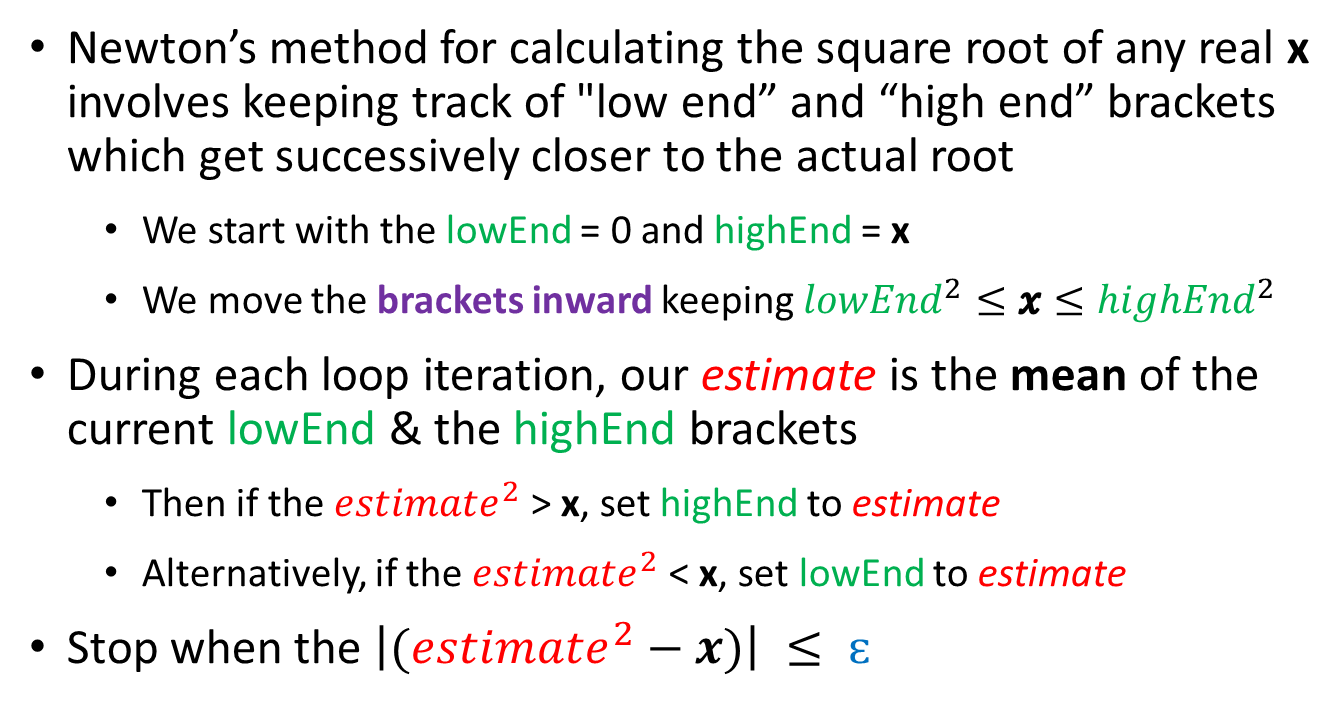 • Newton’s method for calculating the square root of any real x
involves keeping track of "low end” and “high end” brackets
which get successively closer to the actual root
• We start with the lowEnd = 0 and highEnd = x
• We move the brackets inward keeping lowEnd² ≤ x ≤ highEnd²
• During each loop iteration, our estimate is the mean of the
current lowEnd & the highEnd brackets
• Then if the estimate² > x, set highEnd to estimate
• Alternatively, if the estimate² < x, set lowEnd to estimate
• Stop when the |(estimate² − x)| ≤ ε